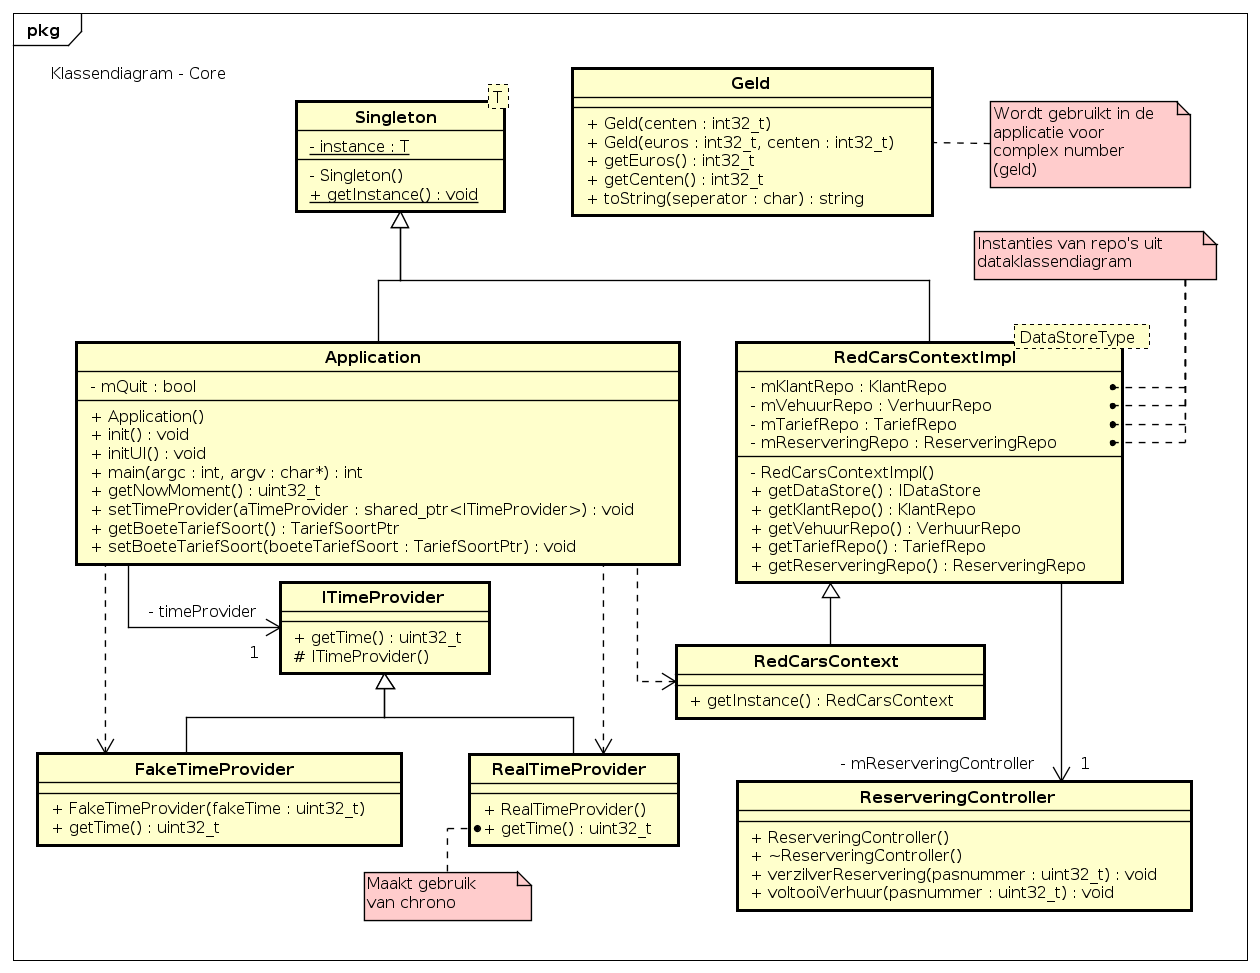 pkg
Klassendiagram - Core
T
Singleton
- instance : T
- Singleton()
+ getInstance() : void
Geld
+ Geld(centen : int32_t)
+ Geld(euros : int32_t, centen : int32_t)
+ getEuros() : int32_t
+ getCenten() : int32_t
+ toString(seperator : char) : string
Wordt gebruikt in de
applicatie voor
complex number
(geld)
Instanties van repo's uit
dataklassendiagram
Application
- mQuit : bool
+ Application()
+ init() : void
+ initUI() : void
+ main(argc : int, argv : char*) : int
+ getNowMoment() : uint32_t
+ setTimeProvider(aTimeProvider : shared_ptr<ITimeProvider>) : void
+ getBoeteTariefSoort() : TariefSoortPtr
+ setBoeteTariefSoort(boeteTariefSoort : TariefSoortPtr) : void
DataStoreType
RedCarsContextImpl
- mKlantRepo : KlantRepo
- mVehuurRepo : VerhuurRepo
- mTariefRepo : TariefRepo
- mReserveringRepo : ReserveringRepo
- RedCarsContextImpl()
+ getDataStore() : IDataStore
+ getKlantRepo() : KlantRepo
+ getVehuurRepo() : VerhuurRepo
+ getTariefRepo() : TariefRepo
+ getReserveringRepo() : ReserveringRepo
- timeProvider
1
ITimeProvider
+ getTime() : uint32_t
# ITimeProvider()
RedCarsContext
+ getInstance() : RedCarsContext
FakeTimeProvider
+ FakeTimeProvider(fakeTime : uint32_t)
+ getTime() : uint32_t
RealTimeProvider
+ RealTimeProvider()
+ getTime() : uint32_t
Maakt gebruik
van chrono
- mReserveringController
1
ReserveringController
+ ReserveringController()
+ ~ReserveringController()
+ verzilverReservering(pasnummer : uint32_t) : void
+ voltooiVerhuur(pasnummer : uint32_t) : void